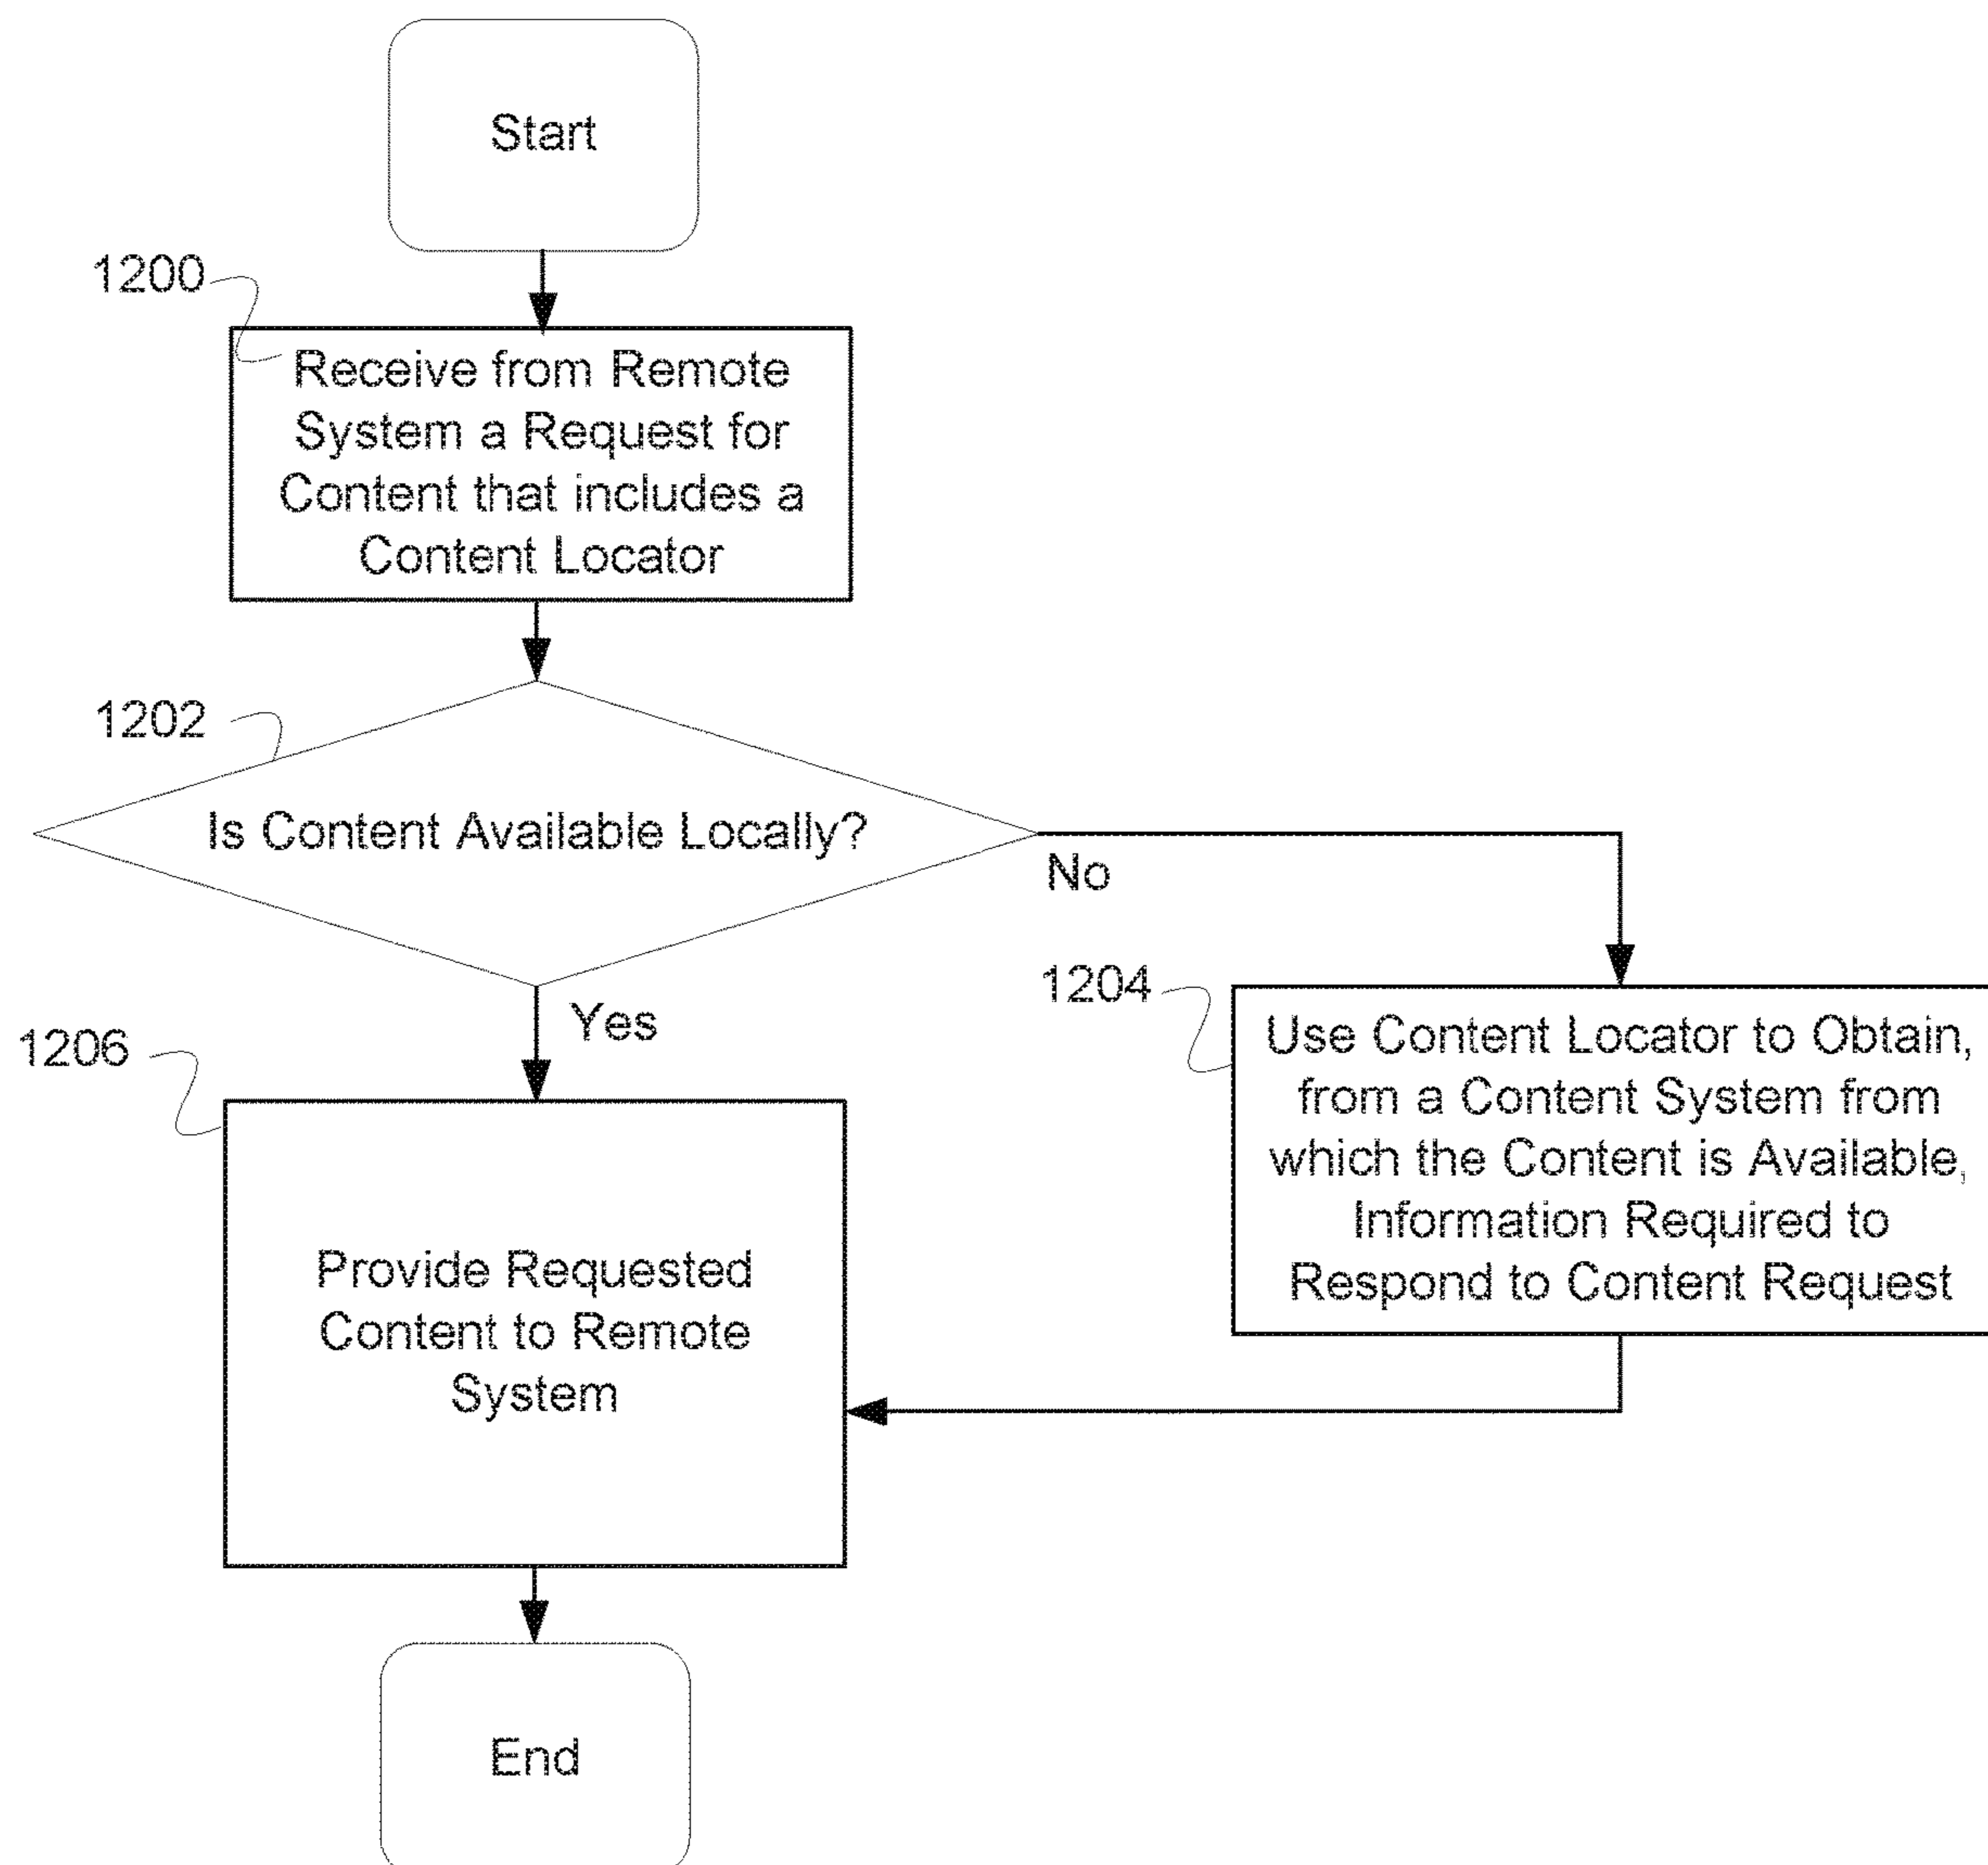 Start
1200
Receive from Remote
System a Request for
Content that includes a
Content Locator
1202
Is Content Available Locally?
No
Yes
1204
Use Content Locator to Obtain,
from a Content System from
which the Content is Available,
Information Required to
Respond to Content Request
1206
Provide Requested
Content to Remote
System
End